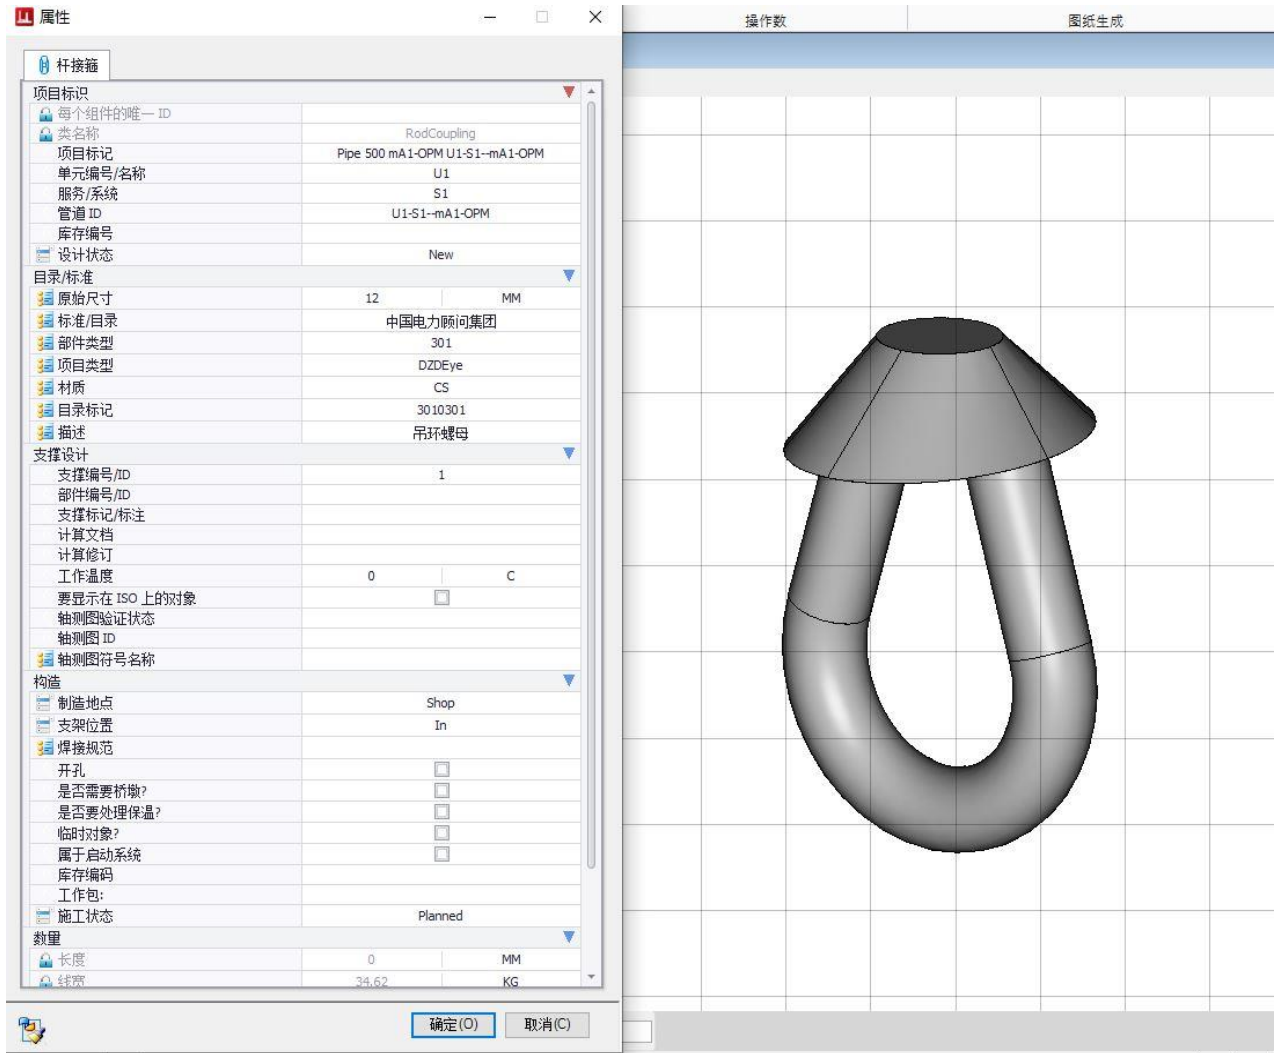 属性
操作数 图纸生成
杆接箍
项目标识
每个组件的唯一 ID
类名称 RodCoupling
项目标记 Pipe 500 mA1-OPM U1-S1--mA1-OPM
单元编号/名称 U1
服务/系统 S1
管道 ID U1-S1--mA1-OPM
库存编号
设计状态 New
目录/标准
原始尺寸 12 MM
标准/目录 中国电力顾问集团
部件类型 301
项目类型 DZDEye
材质 CS
目录标记 3010301
描述 吊环螺母
支撑设计
支撑编号/ID 1
部件编号/ID
支撑标记/标注
计算文档
计算修订
工作温度 0 C
要显示在 ISO 上的对象
轴测图验证状态
轴测图 ID
轴测图符号名称
构造
制造地点 Shop
支架位置 In
焊接规范
开孔
是否需要桥墩?
是否要处理保温?
临时对象?
属于启动系统
库存编码
工作包:
施工状态 Planned
数量
长度 0 MM
线宽 34.62 KG
确定(O) 取消(C)